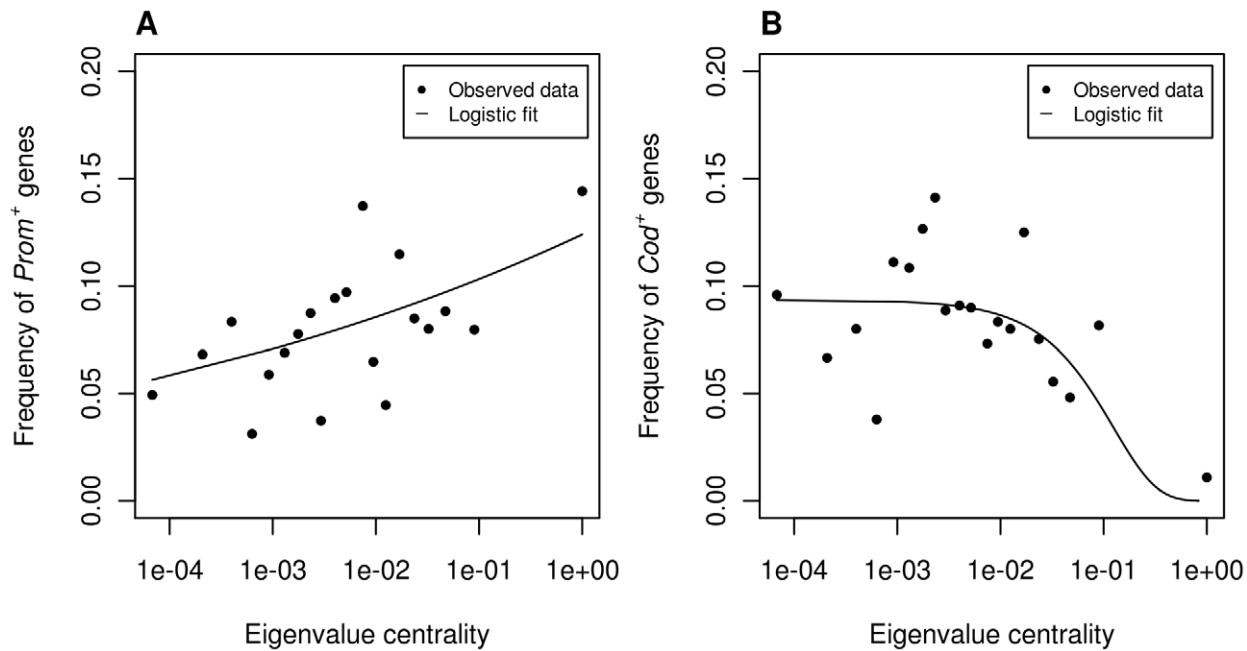 A
Frequency of Prom+ genes
0.20
0.15
0.10
0.05
0.00
Observed data
Logistic fit
1e-04 1e-03 1e-02 1e-01 1e+00
Eigenvalue centrality
B
Frequency of Cod+ genes
0.20
0.15
0.10
0.05
0.00
Observed data
Logistic fit
1e-04 1e-03 1e-02 1e-01 1e+00
Eigenvalue centrality